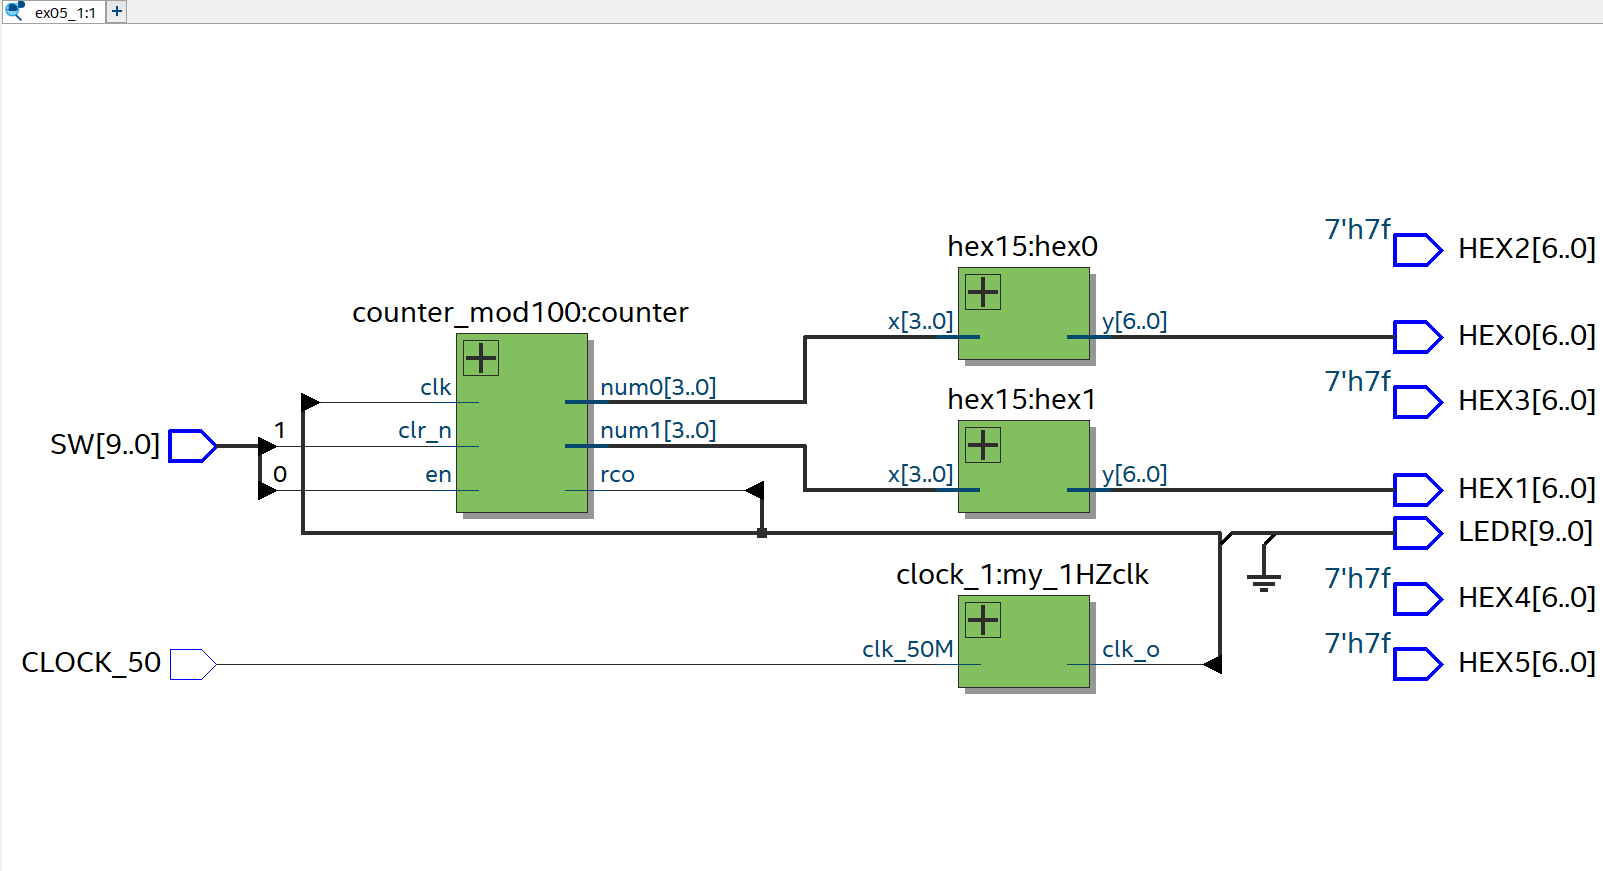 ex05_1:1
+
7'h7f
HEX2[6..0]
hex15:hex0
x[3..0]
y[6..0]
HEX0[6..0]
counter_mod100:counter
clk
num0[3..0]
7'h7f
HEX3[6..0]
hex15:hex1
SW[9..0]
1
clr_n
num1[3..0]
0
en
rco
x[3..0]
y[6..0]
HEX1[6..0]
LEDR[9..0]
clock_1:my_1HZclk
7'h7f
HEX4[6..0]
CLOCK_50
clk_50M
clk_o
7'h7f
HEX5[6..0]